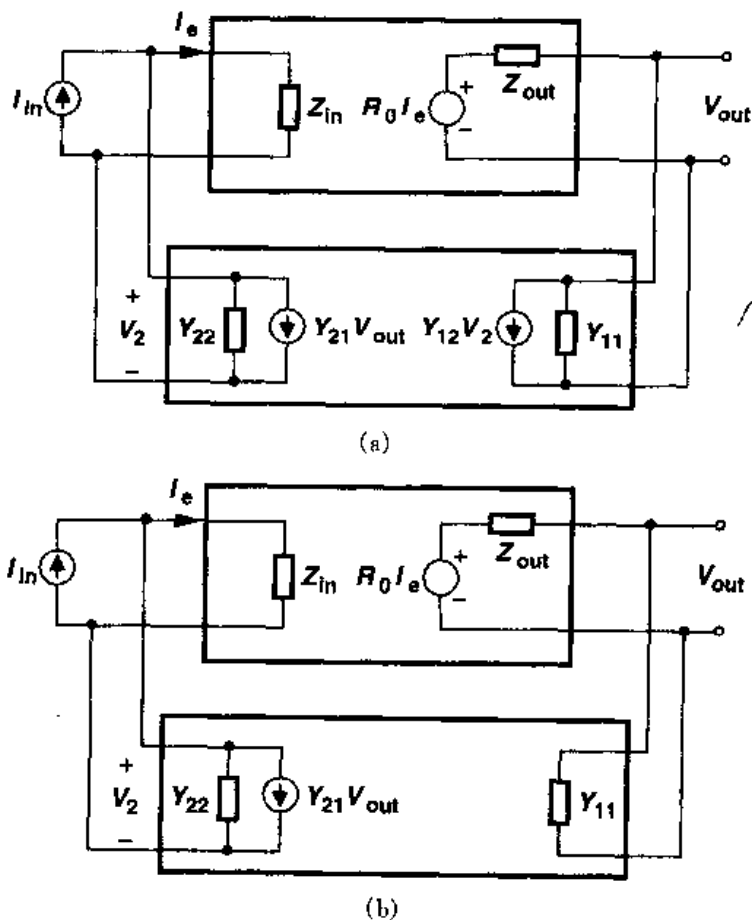 I_e
I_in
Z_in
R_0 I_e
+
−
Z_out
V_out
+
V_2
−
Y_22
Y_21 V_out
Y_12 V_2
Y_11
(a)
I_e
I_in
Z_in
R_0 I_e
+
−
Z_out
V_out
+
V_2
−
Y_22
Y_21 V_out
Y_11
(b)